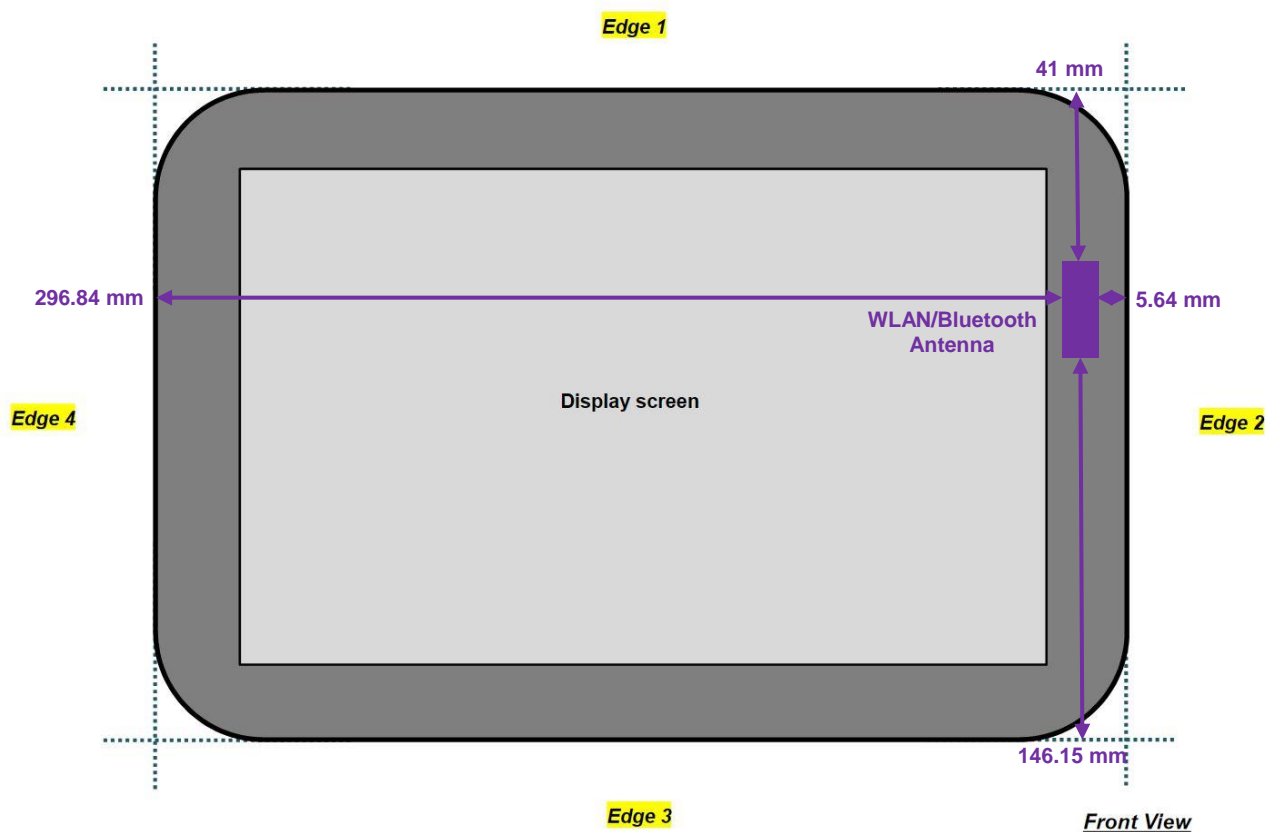 Edge 1
41 mm
296.84 mm
5.64 mm
WLAN/Bluetooth
Antenna
Display screen
Edge 4
Edge 2
146.15 mm
Edge 3
Front View